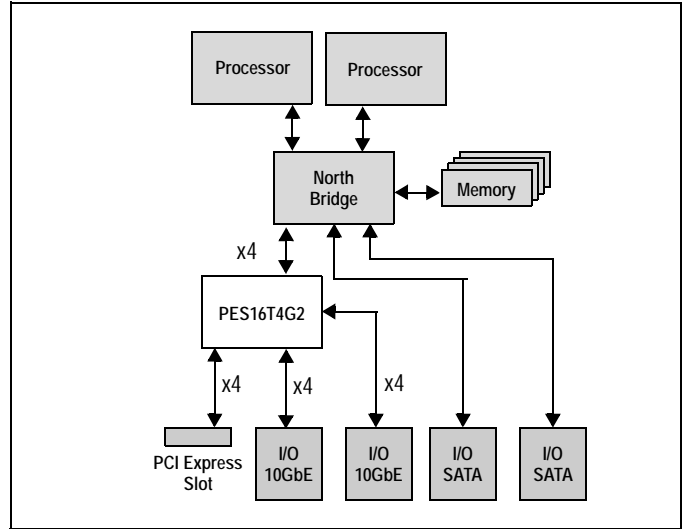 Processor
Processor
North
Bridge
Memory
x4
PES16T4G2
x4
x4
x4
PCI Express
Slot
I/O
10GbE
I/O
10GbE
I/O
SATA
I/O
SATA